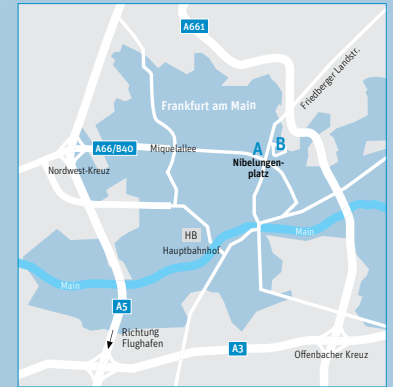 A661
Friedberger Landstr.
Frankfurt am Main
A B
A66/B40
Miquelallee
Nibelungen-
platz
Nordwest-Kreuz
HB
Hauptbahnhof
Main
Main
A5
Richtung
Flughafen
A3
Offenbacher Kreuz